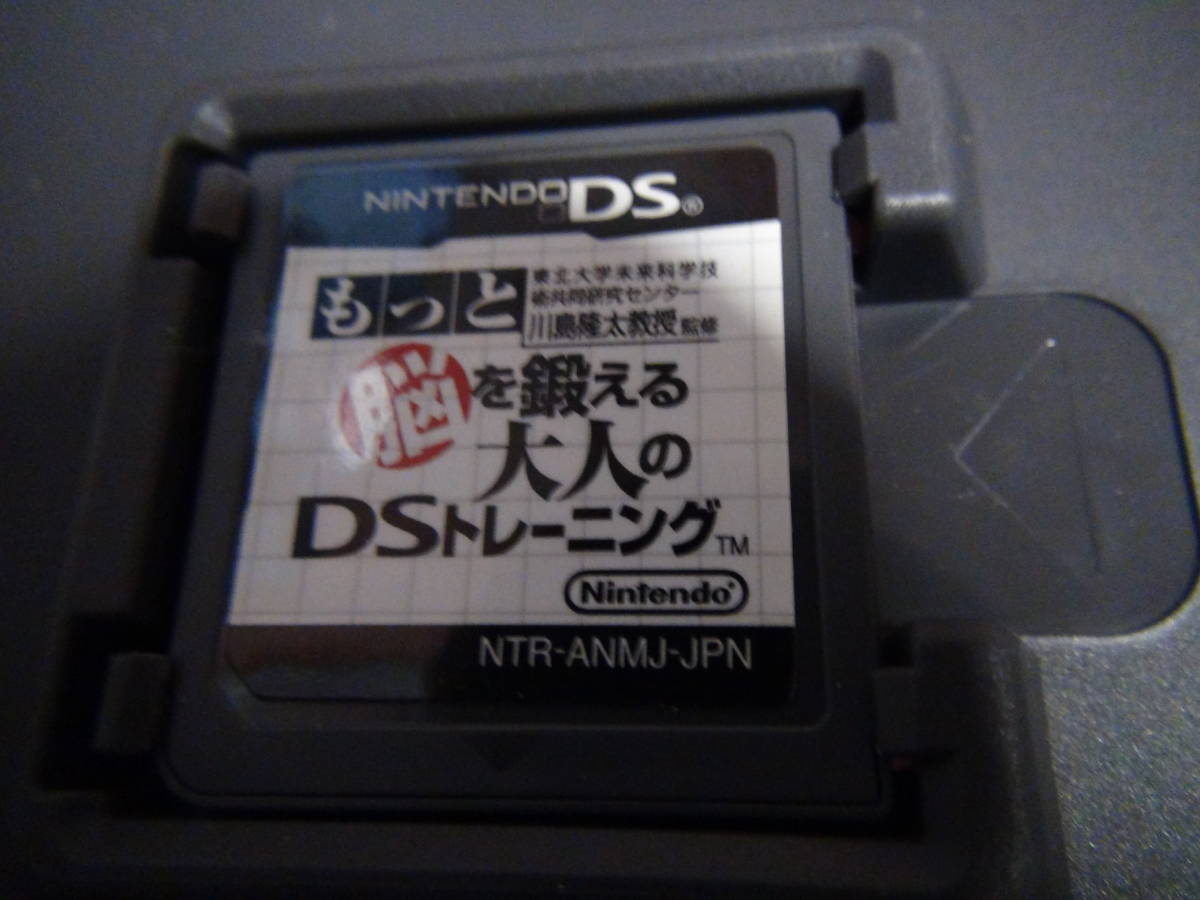 NINTENDO DS®
もっと
東北大学未来科学技
術共同研究センター
川島隆太教授 監修
脳を鍛える
大人の
DSトレーニング™
Nintendo®
NTR-ANMJ-JPN